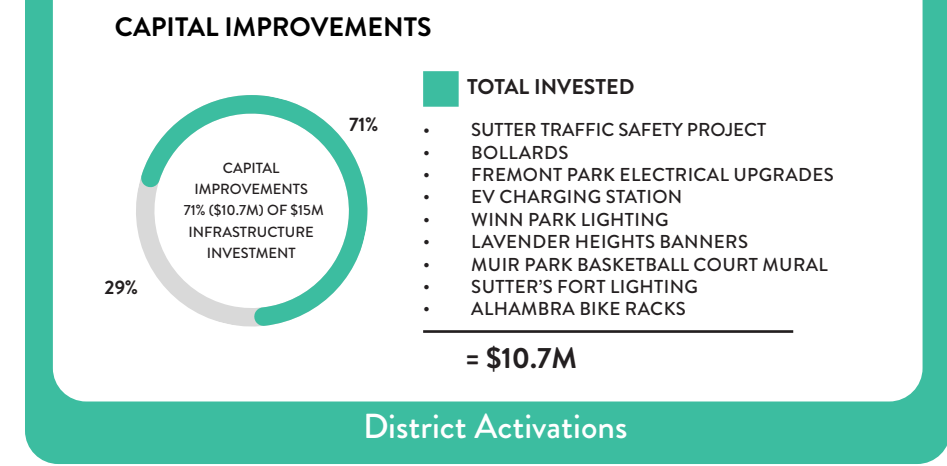 CAPITAL IMPROVEMENTS
71%
CAPITAL
IMPROVEMENTS
71% ($10.7M) OF $15M
INFRASTRUCTURE
INVESTMENT
29%
TOTAL INVESTED
• SUTTER TRAFFIC SAFETY PROJECT
• BOLLARDS
• FREMONT PARK ELECTRICAL UPGRADES
• EV CHARGING STATION
• WINN PARK LIGHTING
• LAVENDER HEIGHTS BANNERS
• MUIR PARK BASKETBALL COURT MURAL
• SUTTER'S FORT LIGHTING
• ALHAMBRA BIKE RACKS
= $10.7M
District Activations